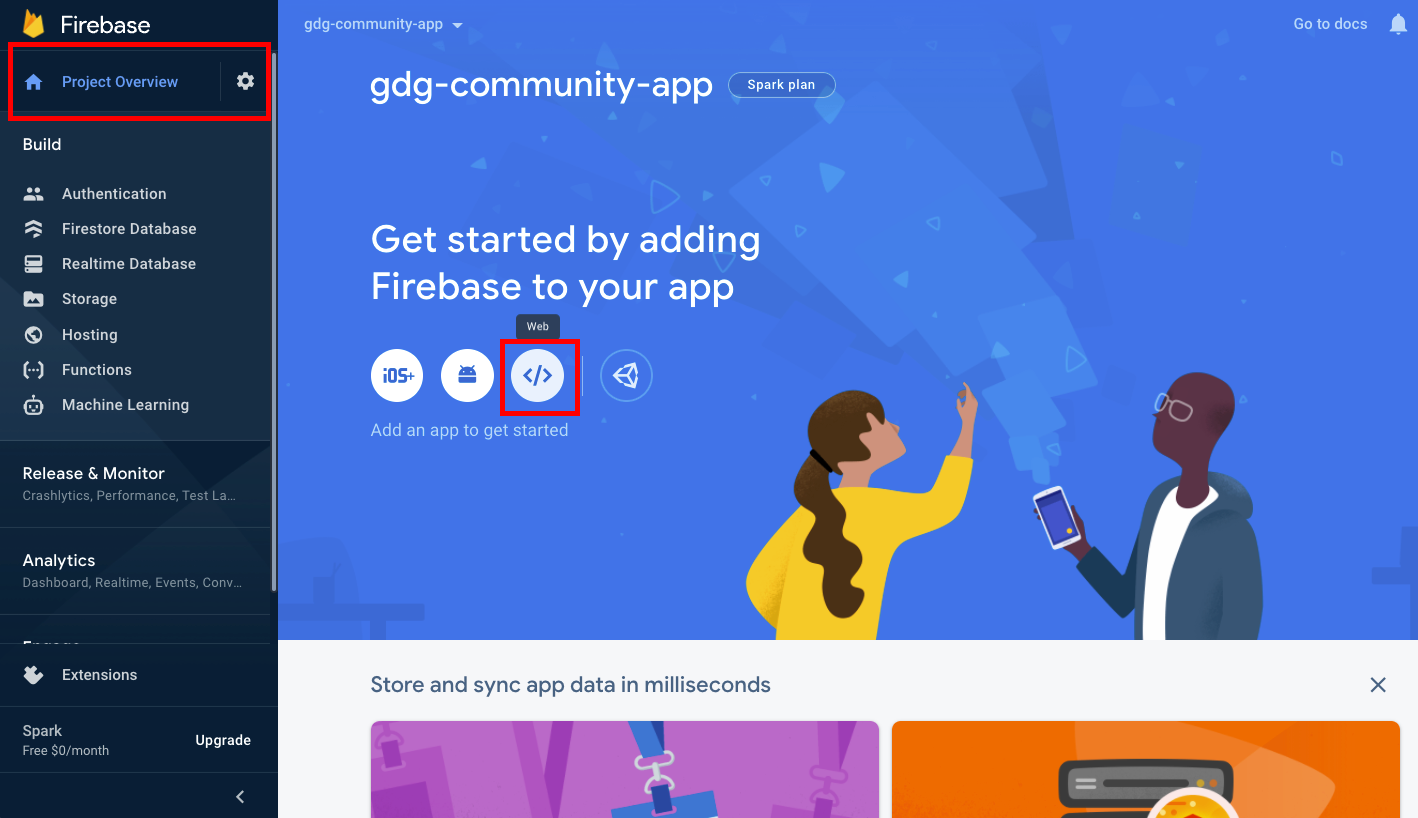 Firebase
Project Overview
Build
Authentication
Firestore Database
Realtime Database
Storage
Hosting
Functions
Machine Learning
Release & Monitor
Crashlytics, Performance, Test La...
Analytics
Dashboard, Realtime, Events, Conv...
Extensions
Spark
Free $0/month
Upgrade
gdg-community-app
Go to docs
gdg-community-app
Spark plan
Get started by adding
Firebase to your app
Web
iOS+
Add an app to get started
Store and sync app data in milliseconds